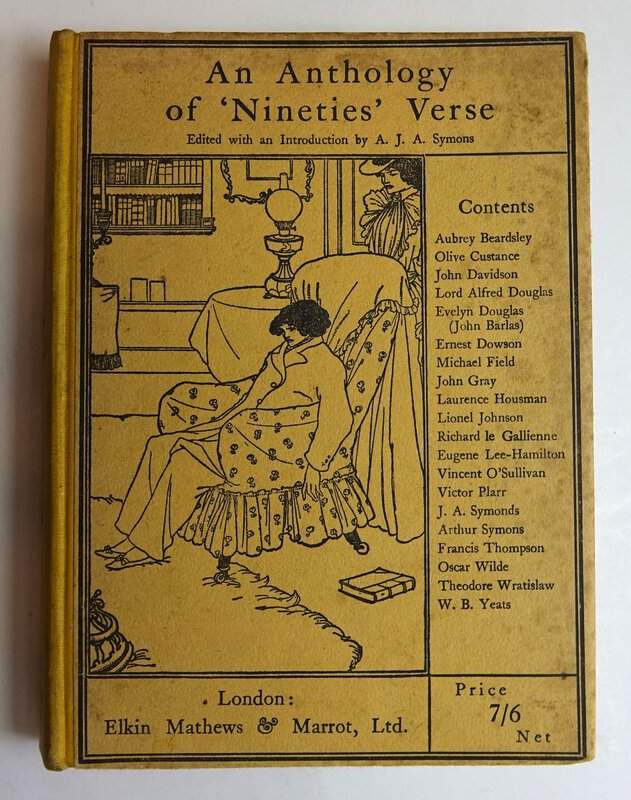 An Anthology
of ‘Nineties’ Verse
Edited with an Introduction by A. J. A. Symons
Contents
Aubrey Beardsley
Olive Custance
John Davidson
Lord Alfred Douglas
Evelyn Douglas
(John Barlas)
Ernest Dowson
Michael Field
John Gray
Laurence Housman
Lionel Johnson
Richard le Gallienne
Eugene Lee-Hamilton
Vincent O'Sullivan
Victor Plarr
J. A. Symonds
Arthur Symons
Francis Thompson
Oscar Wilde
Theodore Wratislaw
W. B. Yeats
London:
Elkin Mathews & Marrot, Ltd.
Price
7/6
Net